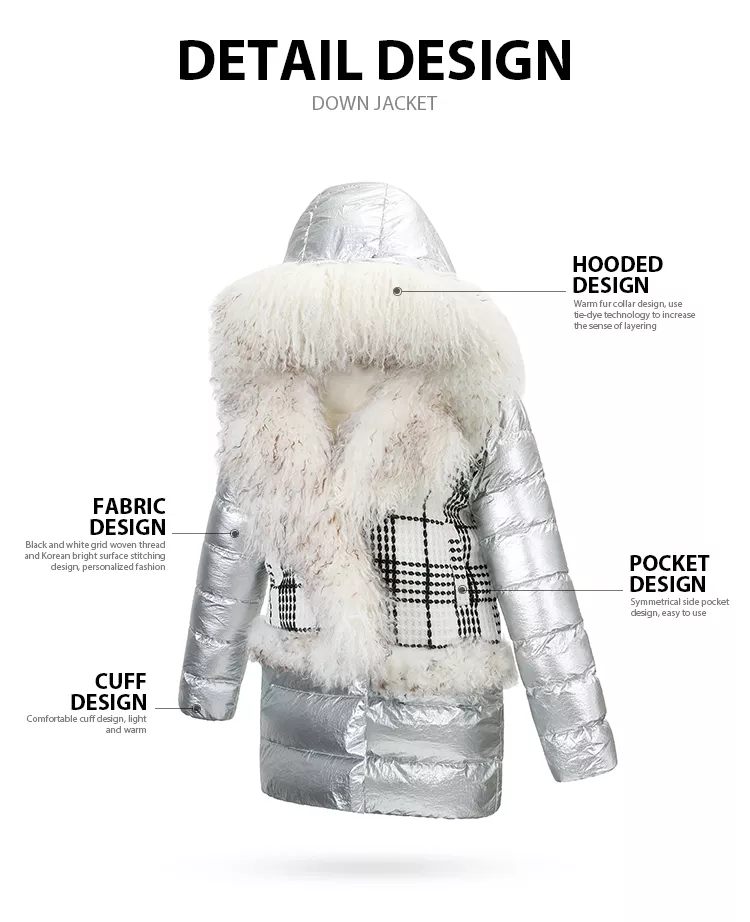 DETAIL DESIGN
DOWN JACKET
HOODED
DESIGN
Warm fur collar design, use
tie-dye technology to increase
the sense of layering
FABRIC
DESIGN
Black and white grid woven thread
and Korean bright surface stitching
design, personalized fashion
POCKET
DESIGN
Symmetrical side pocket
design, easy to use
CUFF
DESIGN
Comfortable cuff design, light
and warm